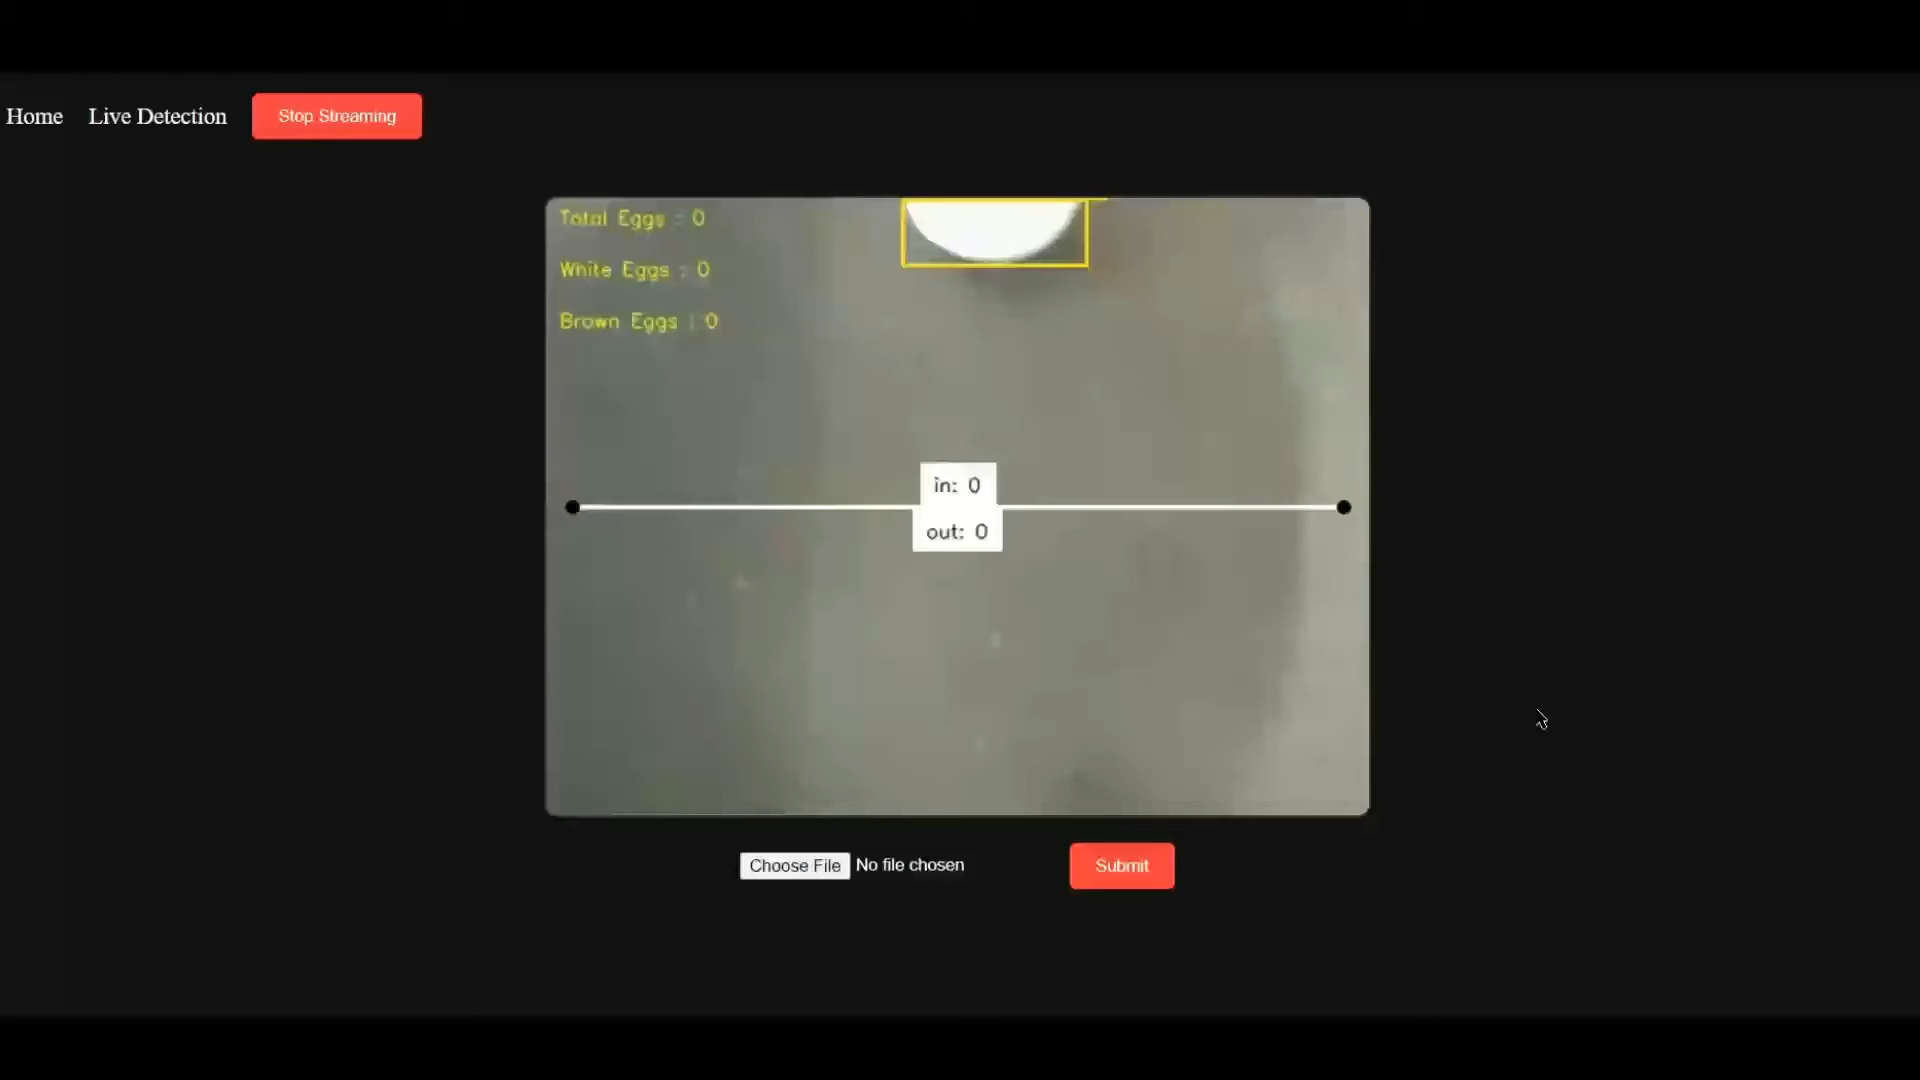 Home Live Detection Stop Streaming
Total Eggs : 0
White Eggs : 0
Brown Eggs : 0
in: 0
out: 0
Choose File No file chosen Submit